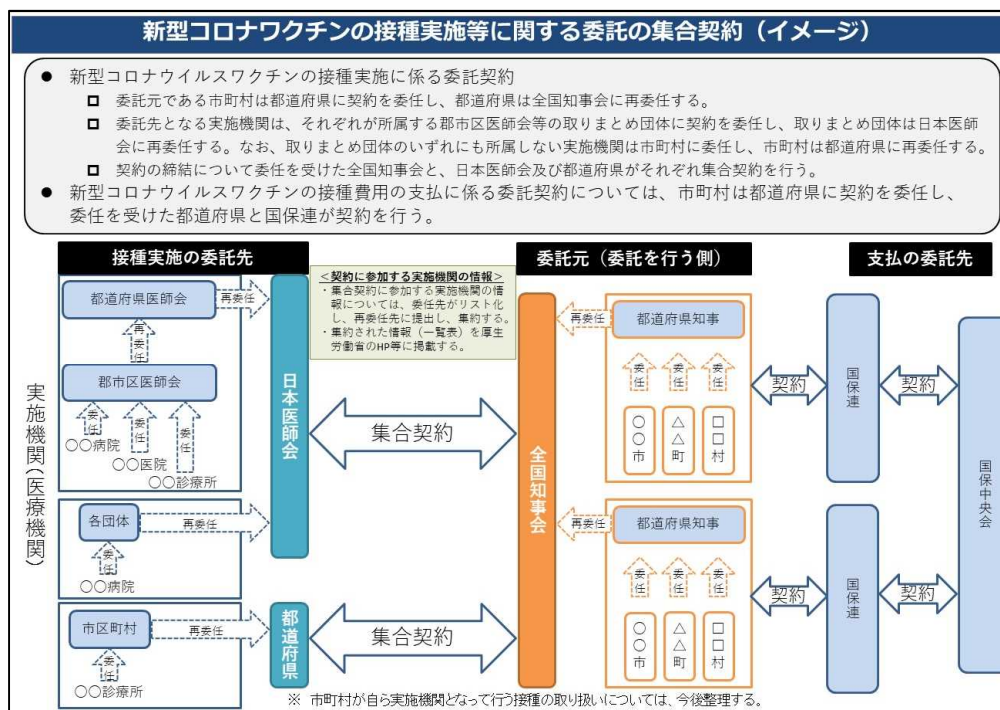 新型コロナワクチンの接種実施等に関する委託の集合契約（イメージ）
● 新型コロナウイルスワクチンの接種実施に係る委託契約
委託元である市町村は都道府県に契約を委任し、都道府県は全国知事会に再委任する。
委託先となる実施機関は、それぞれが所属する郡市区医師会等の取りまとめ団体に契約を委任し、取りまとめ団体は日本医師
会に再委任する。なお、取りまとめ団体のいずれにも所属しない実施機関は市町村に委任し、市町村は都道府県に再委任する。
契約の締結について委任を受けた全国知事会と、日本医師会及び都道府県がそれぞれ集合契約を行う。
● 新型コロナウイルスワクチンの接種費用の支払に係る委託契約については、市町村は都道府県に契約を委任し、
委任を受けた都道府県と国保連が契約を行う。
接種実施の委託先
委託元（委託を行う側）
支払の委託先
＜契約に参加する実施機関の情報＞
・集合契約に参加する実施機関の情
報については、委任先がリスト化
し、再委任先に提出し、集約する。
・集約された情報（一覧表）を厚生
労働省のHP等に掲載する。
実施機関(医療機関)
都道府県医師会
再委任
再委任
郡市区医師会
委任
委任
委任
〇〇病院
〇〇医院
〇〇診療所
各団体
再委任
委任
〇〇病院
市区町村
再委任
委任
〇〇診療所
日本医師会
都道府県
集合契約
集合契約
全国知事会
再委任
都道府県知事
委任
委任
委任
〇〇市
△△町
□□村
再委任
都道府県知事
委任
委任
委任
〇〇市
△△町
□□村
契約
国保連
契約
契約
国保連
契約
国保中央会
※ 市町村が自ら実施機関となって行う接種の取り扱いについては、今後整理する。